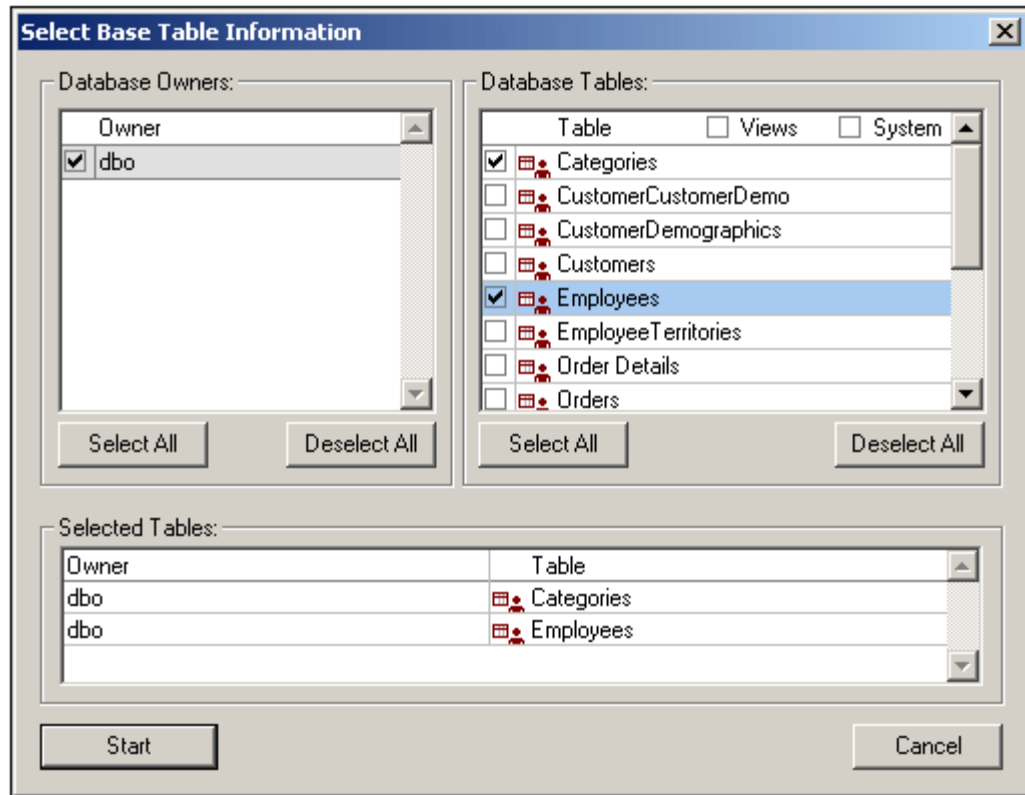 Select Base Table Information
Database Owners:
Owner
dbo
Select All
Deselect All
Database Tables:
Table Views System
Categories
CustomerCustomerDemo
CustomerDemographics
Customers
Employees
EmployeeTerritories
Order Details
Orders
Select All
Deselect All
Selected Tables:
Owner Table
dbo Categories
dbo Employees
Start
Cancel